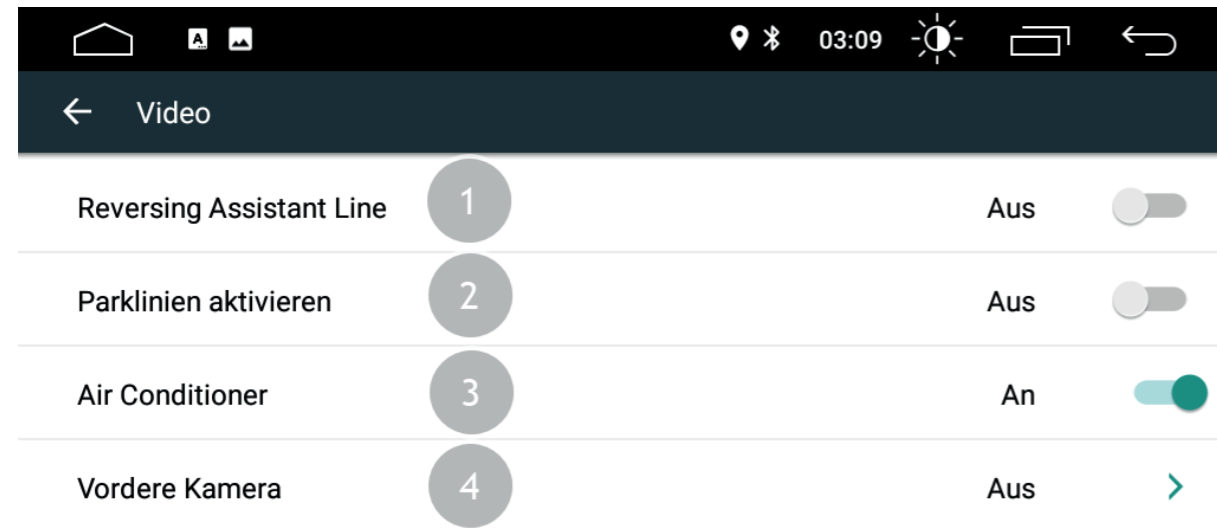 A
03:09
Video
Reversing Assistant Line 1 Aus
Parklinien aktivieren 2 Aus
Air Conditioner 3 An
Vordere Kamera 4 Aus